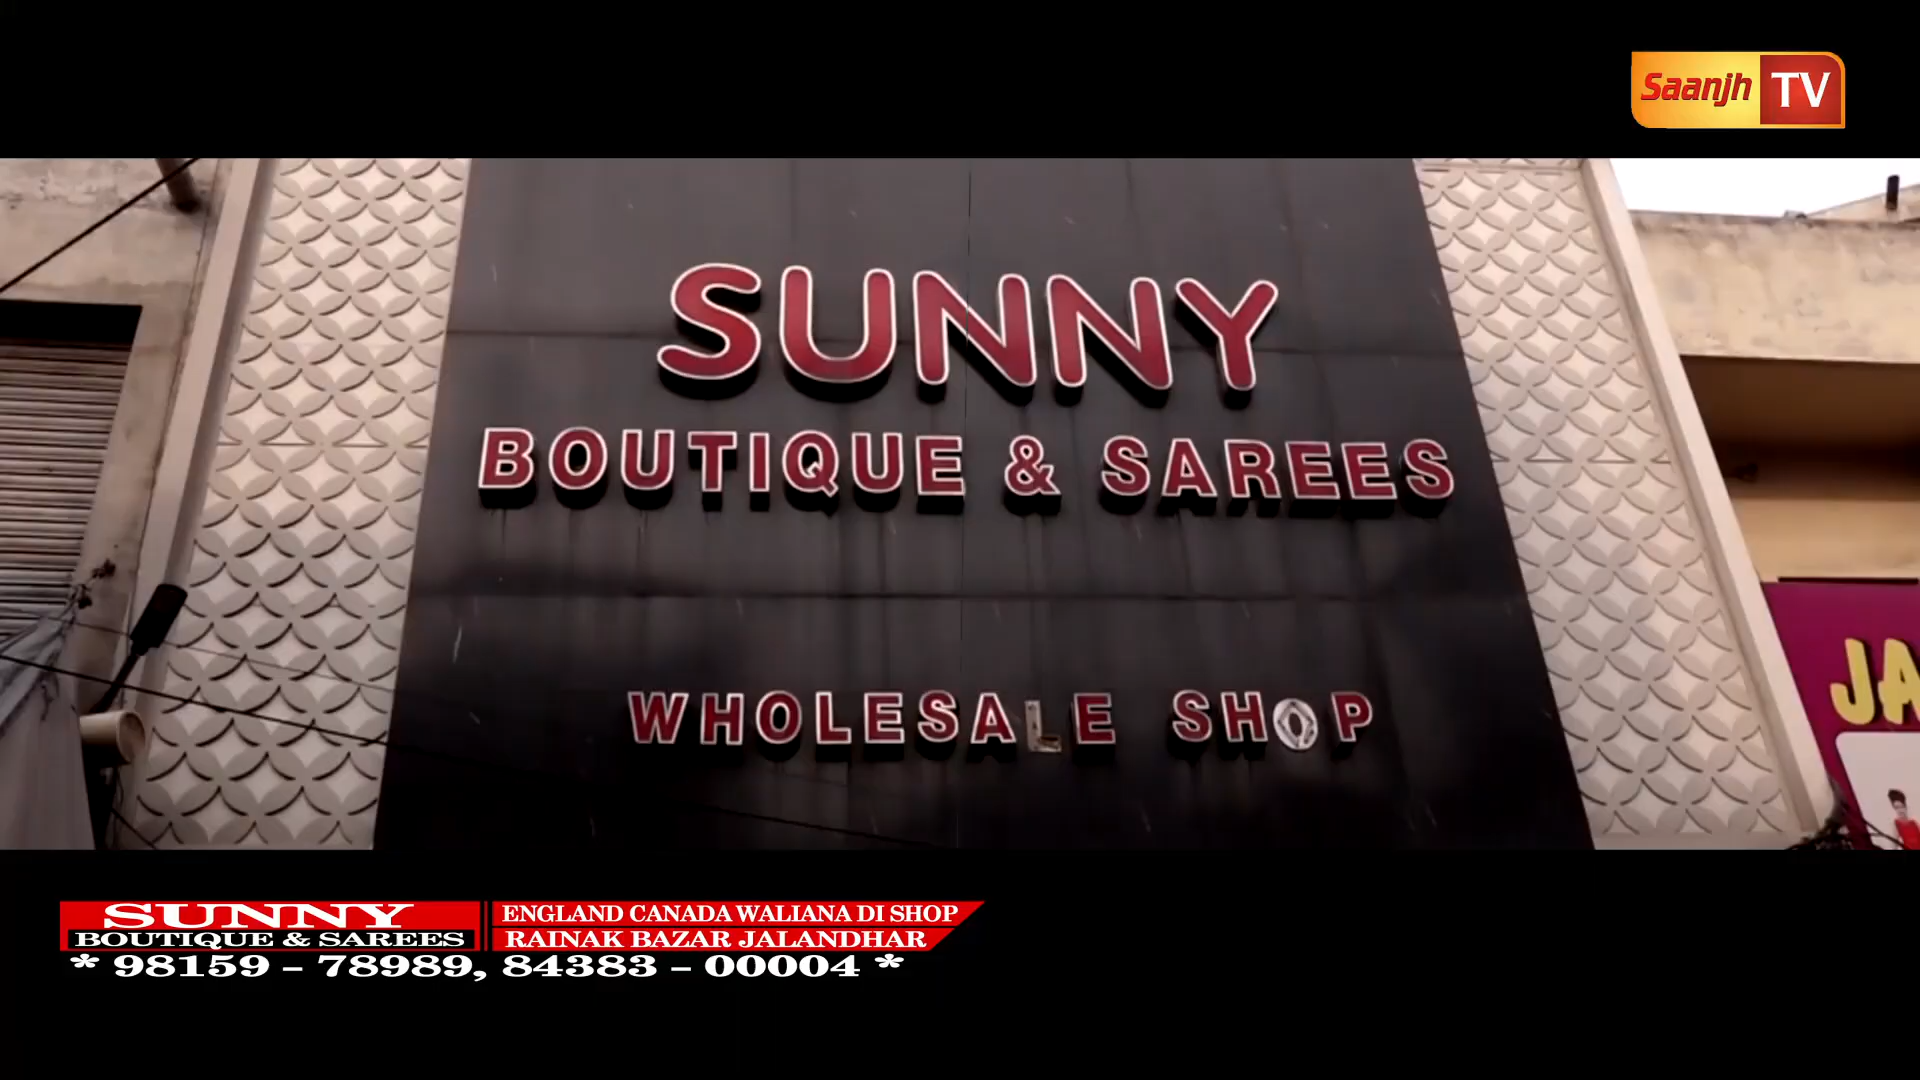 Saanjh TV
SUNNY
BOUTIQUE & SAREES
WHOLESALE SHOP
JA
SUNNY
BOUTIQUE & SAREES
ENGLAND CANADA WALIANA DI SHOP
RAINAK BAZAR JALANDHAR
* 98159 - 78989, 84383 - 00004 *